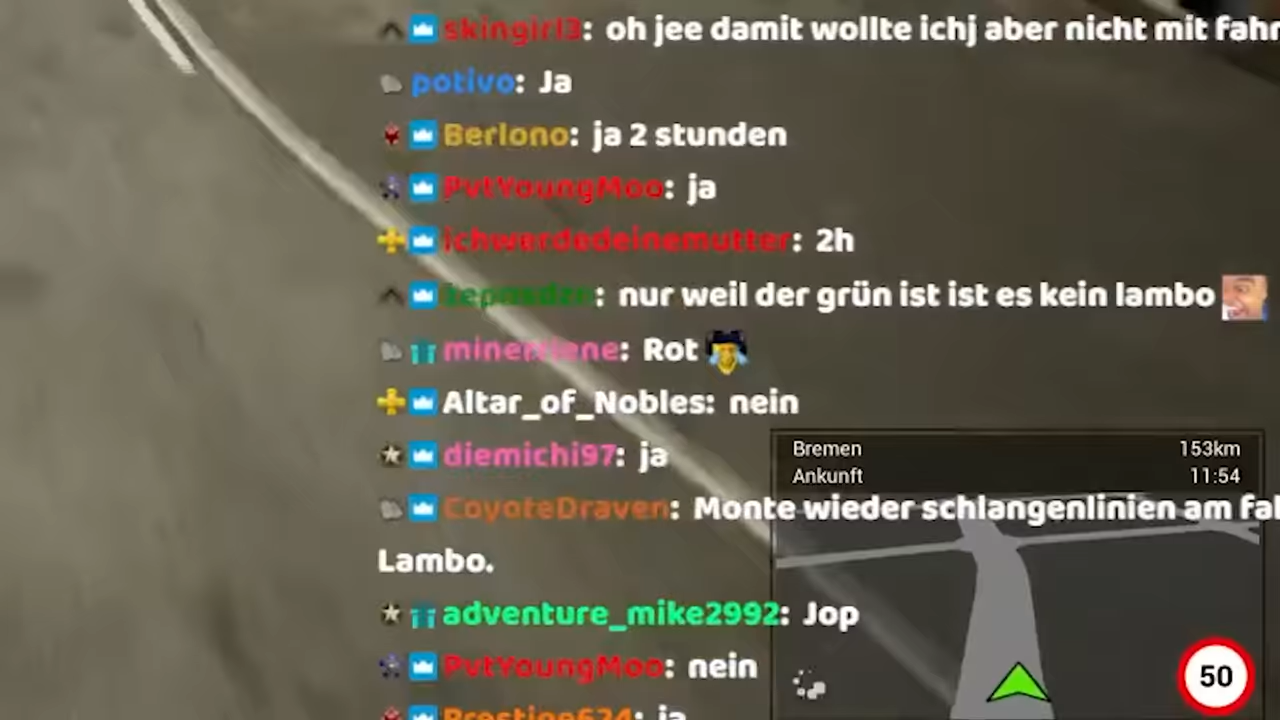 skingirl3: oh jee damit wollte ichj aber nicht mit fahr
potivo: Ja
Berlono: ja 2 stunden
PvtYoungMoo: ja
ichwerdedeinemutter: 2h
nur weil der grün ist ist es kein lambo
Rot
Altar_of_Nobles: nein
diemichi97: ja
Bremen 153km
Ankunft 11:54
CoyoteDraven: Monte wieder schlangenlinien am fa
Lambo.
adventure_mike2992: Jop
PvtYoungMoo: nein
50
Prestige624: ja